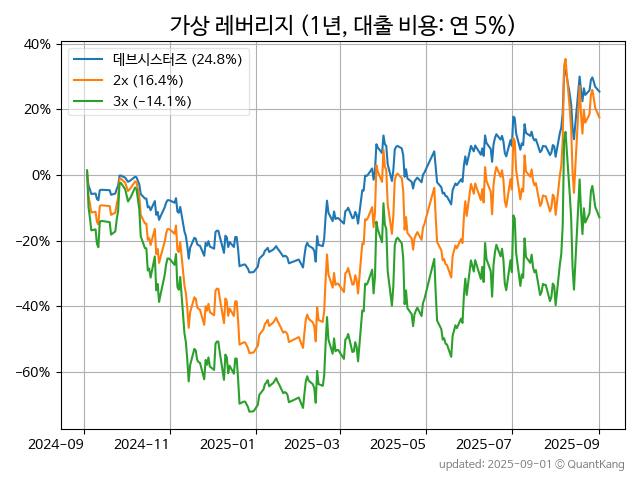 가상 레버리지 (1년, 대출 비용: 연 5%)
데브시스터즈 (24.8%)
2x (16.4%)
3x (−14.1%)
40%
20%
0%
−20%
−40%
−60%
2024-09
2024-11
2025-01
2025-03
2025-05
2025-07
2025-09
updated: 2025-09-01 © QuantKang